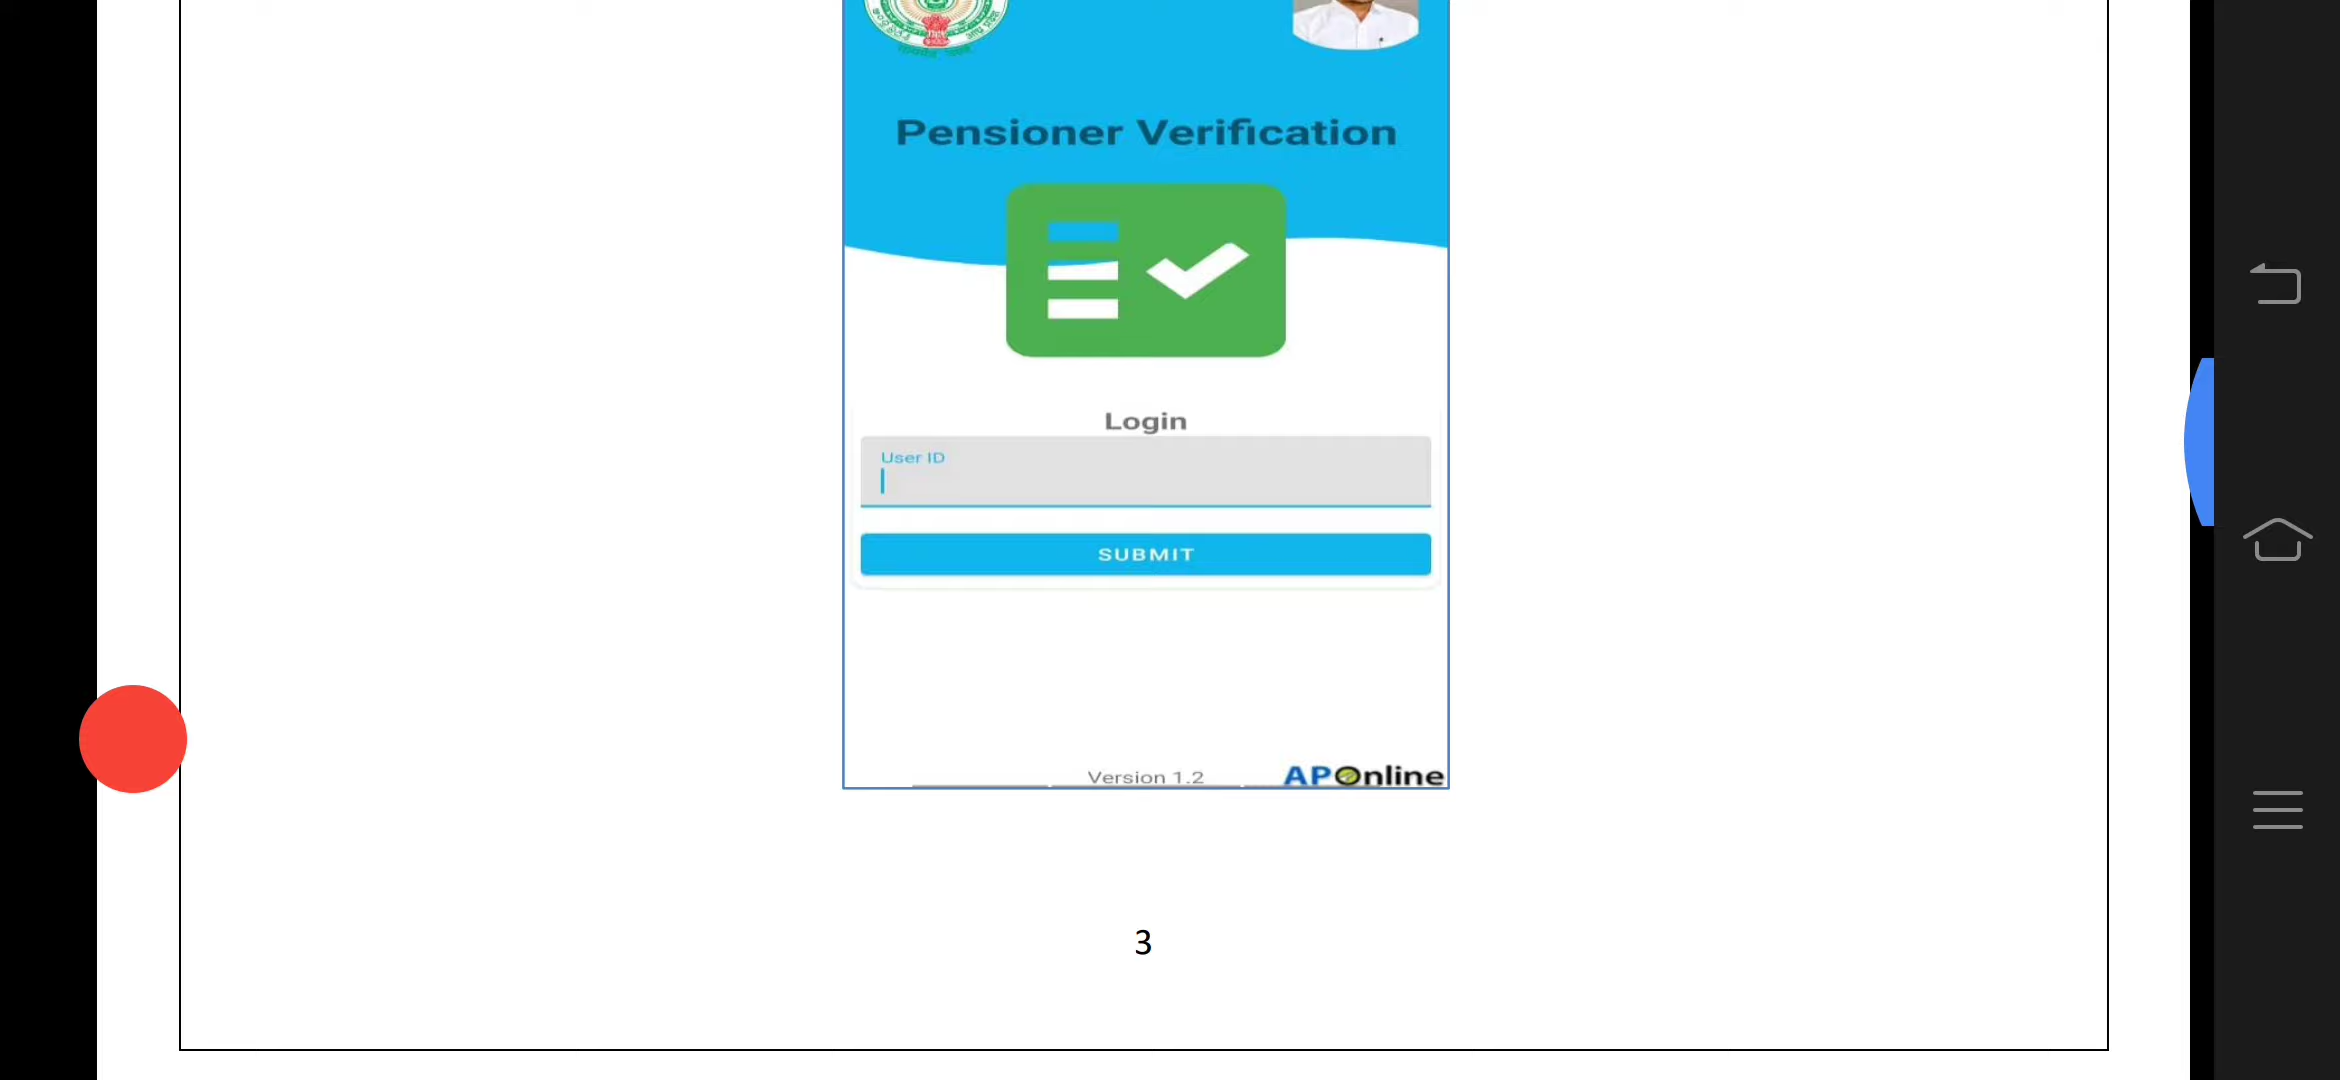 Pensioner Verification
Login
User ID
SUBMIT
Version 1.2
APOnline
3